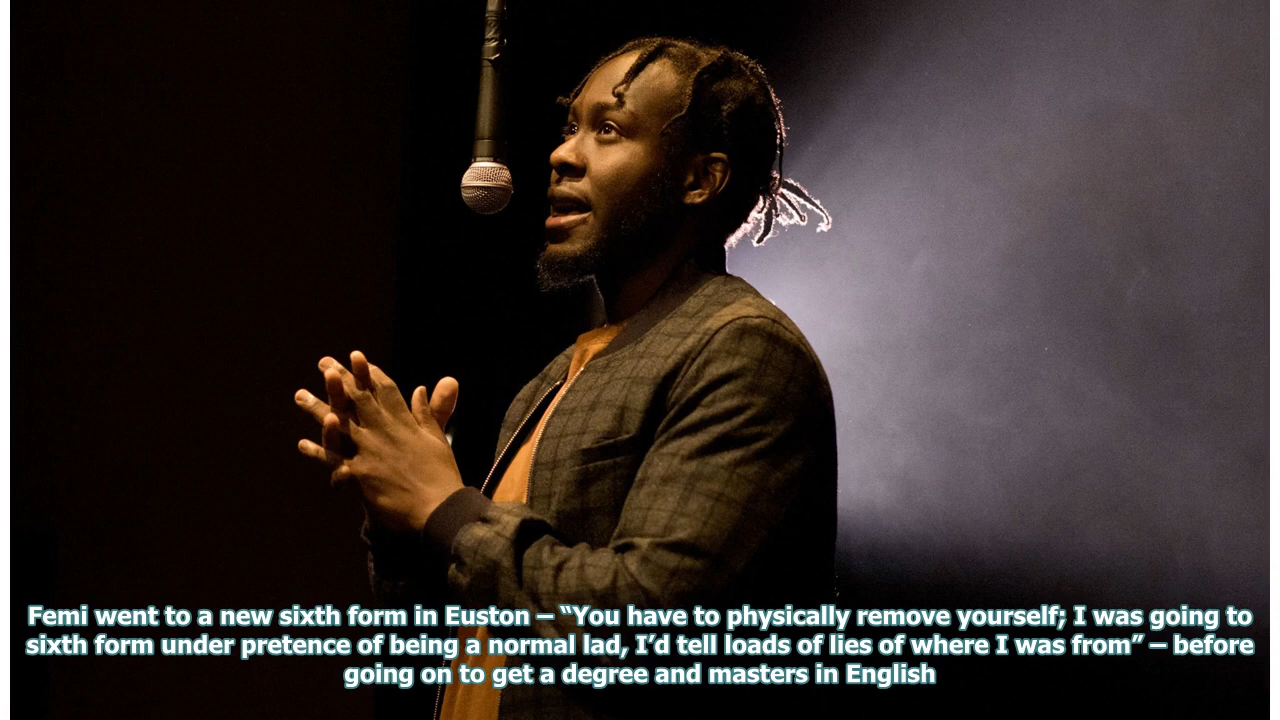 Femi went to a new sixth form in Euston – “You have to physically remove yourself; I was going to
sixth form under pretence of being a normal lad, I’d tell loads of lies of where I was from” – before
going on to get a degree and masters in English